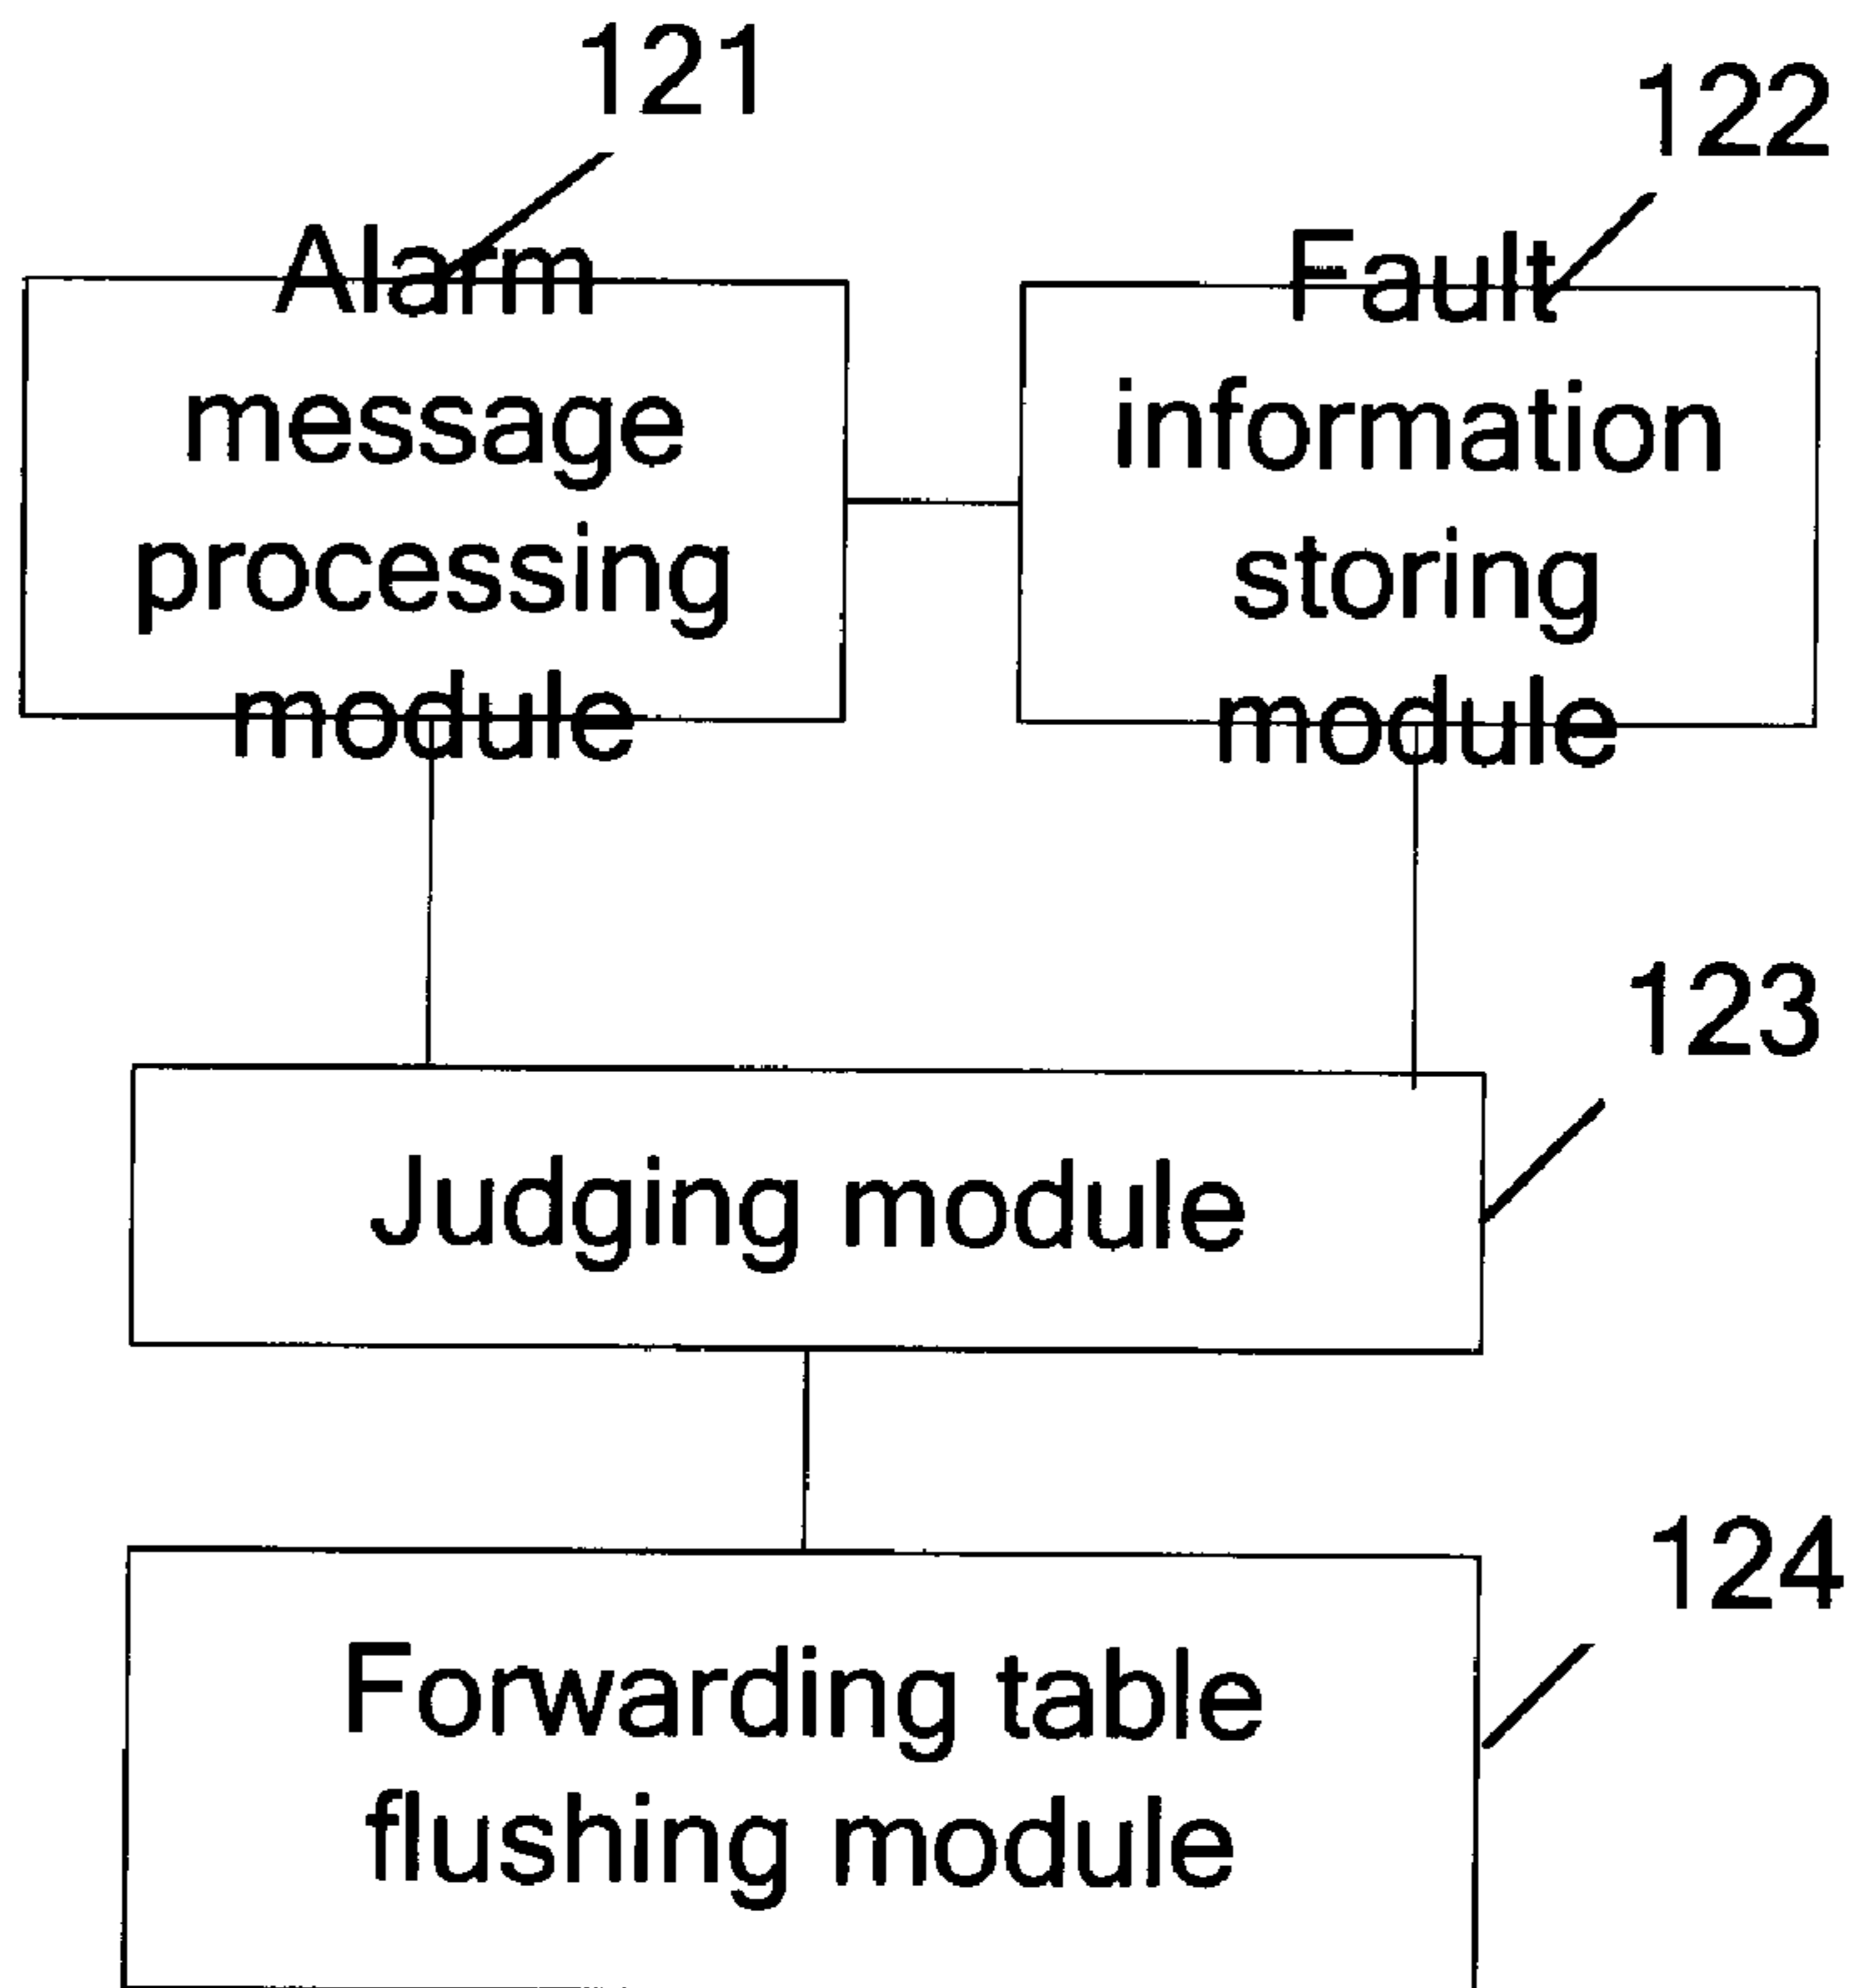 121
122
Alarm
message
processing
module
Fault
information
storing
module
123
Judging module
124
Forwarding table
flushing module